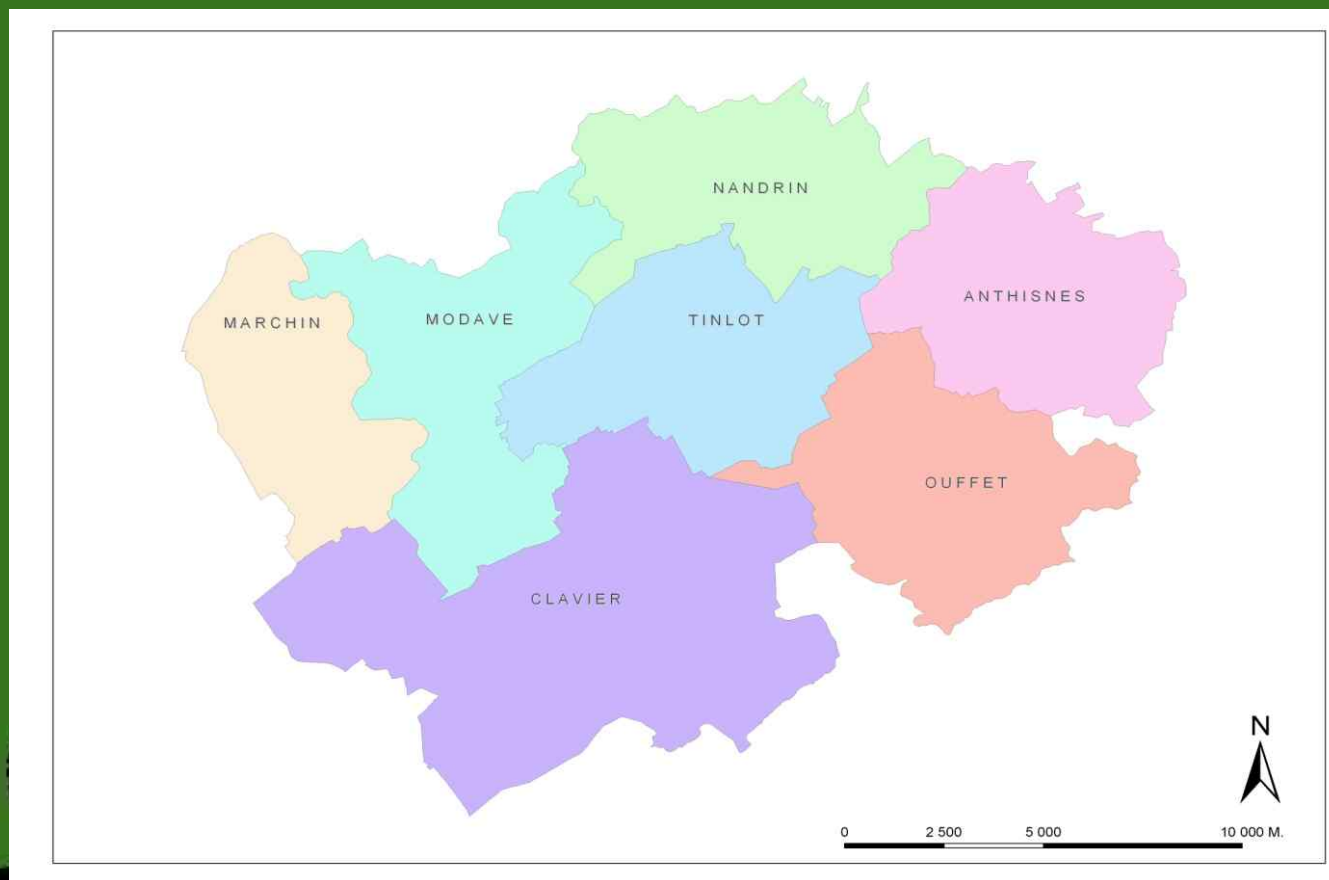 NANDRIN
ANTHISNES
MARCHIN
MODAVE
TINLOT
OUFFET
CLAVIER
N
0 2 500 5 000 10 000 M.